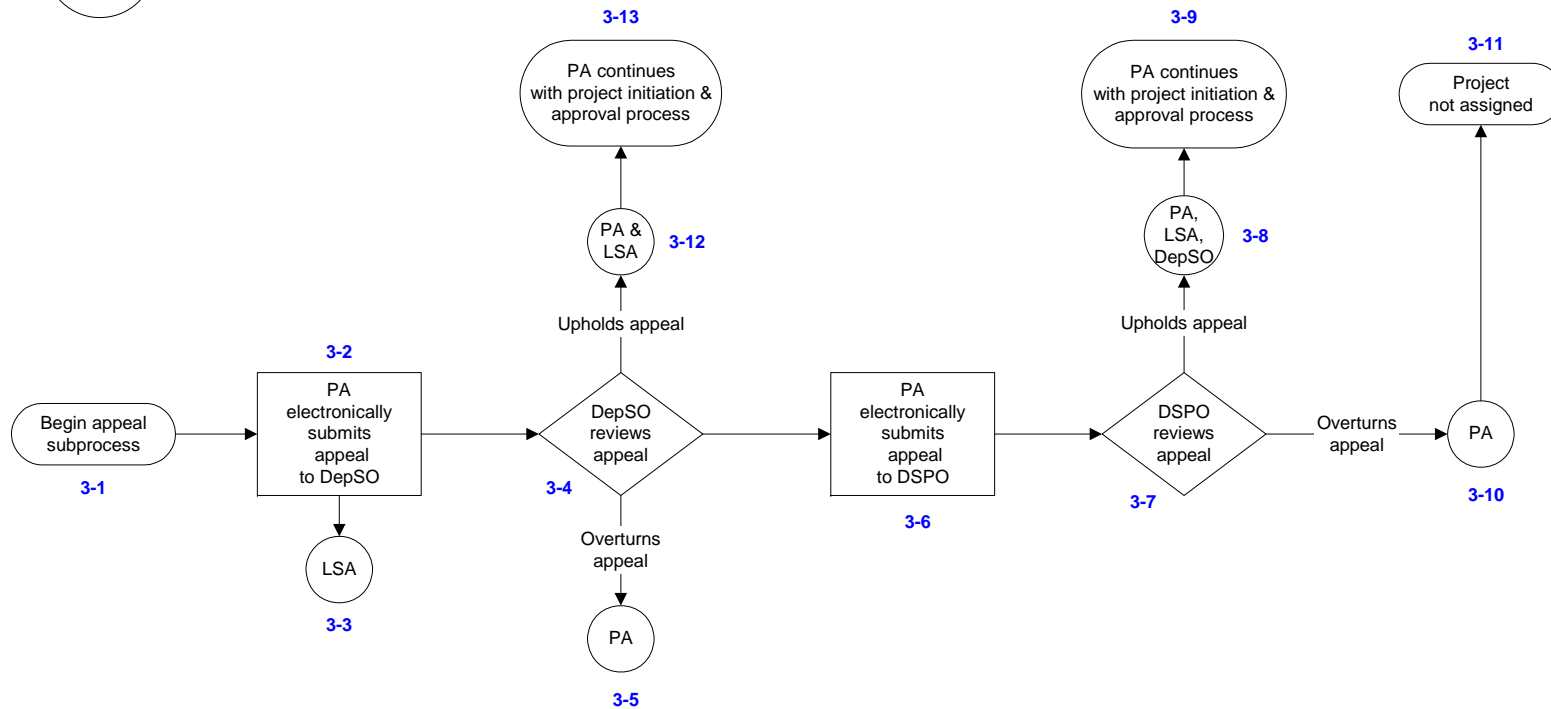 3-13
PA continues
with project initiation &
approval process
3-9
PA continues
with project initiation &
approval process
3-11
Project
not assigned
PA &
LSA
3-12
PA,
LSA,
DepSO
3-8
Upholds appeal
Upholds appeal
3-1
Begin appeal
subprocess
3-2
PA
electronically
submits
appeal
to DepSO
LSA
3-3
DepSO
reviews
appeal
3-4
Overturns
appeal
PA
3-5
PA
electronically
submits
appeal
to DSPO
3-6
DSPO
reviews
appeal
3-7
Overturns
appeal
PA
3-10